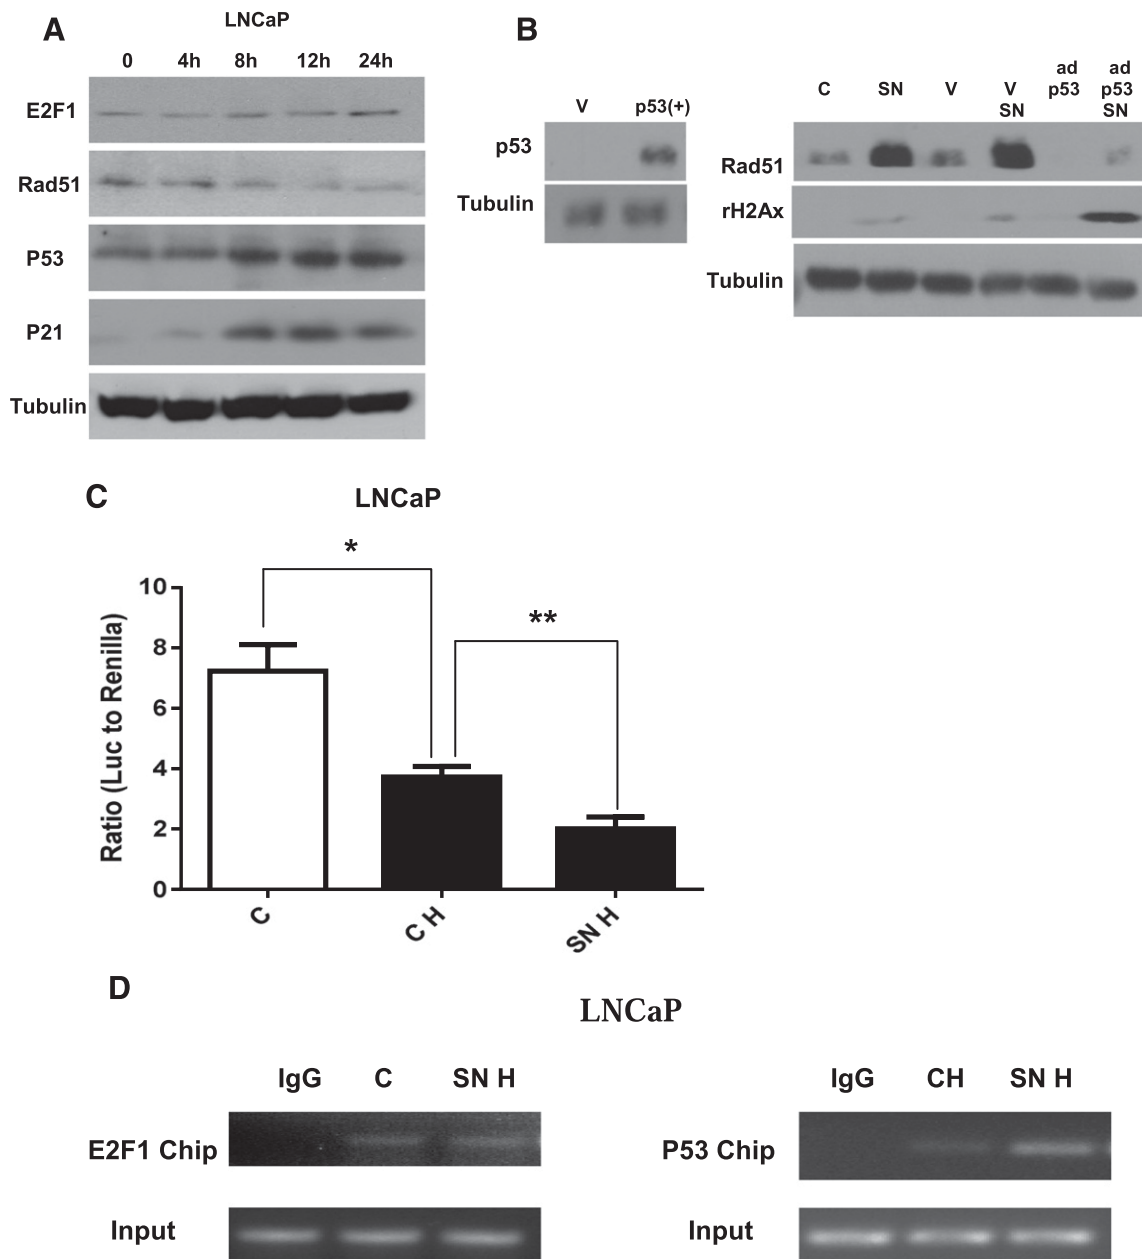 A
LNCaP
0 4h 8h 12h 24h
E2F1
Rad51
P53
P21
Tubulin
B
V p53(+)
p53
Tubulin
C SN V V SN ad p53 ad p53 SN
Rad51
rH2Ax
Tubulin
C
LNCaP
*
**
Ratio (Luc to Renilla)
10
8
6
4
2
0
C C H SN H
D
LNCaP
IgG C SN H
E2F1 Chip
Input
IgG CH SN H
P53 Chip
Input